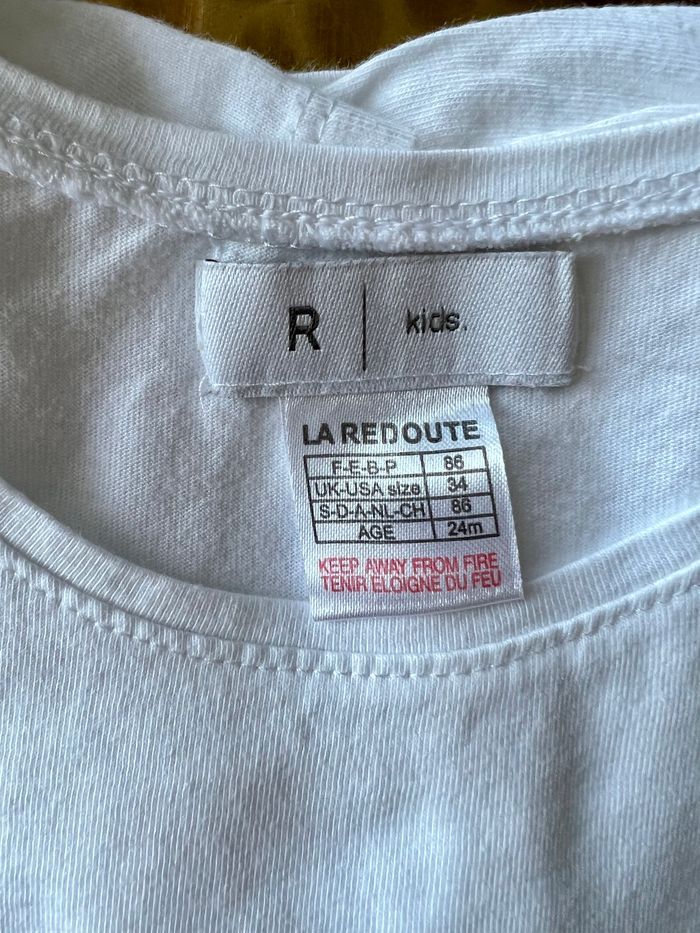 R | kids.
LA REDOUTE
F-E-B-P 86
UK-USA size 34
S-D-A-NL-CH 86
AGE 24m
KEEP AWAY FROM FIRE
TENIR ELOIGNE DU FEU